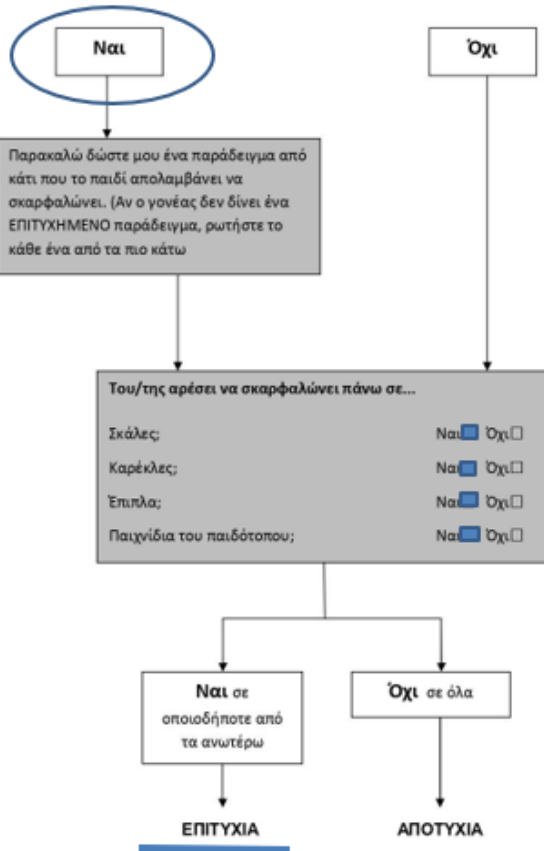 Ναι
Όχι
Παρακαλώ δώστε μου ένα παράδειγμα από
κάτι που το παιδί απολαμβάνει να
σκαρφαλώνει. (Αν ο γονέας δεν δίνει ένα
ΕΠΙΤΥΧΗΜΕΝΟ παράδειγμα, ρωτήστε το
κάθε ένα από τα πιο κάτω
Του/της αρέσει να σκαρφαλώνει πάνω σε...
Σκάλες; Ναι Όχι☐
Καρέκλες; Ναι Όχι☐
Έπιπλα; Ναι Όχι☐
Παιχνίδια του παιδότοπου; Ναι Όχι☐
Ναι σε
οποιοδήποτε από
τα ανωτέρω
Όχι σε όλα
ΕΠΙΤΥΧΙΑ
ΑΠΟΤΥΧΙΑ